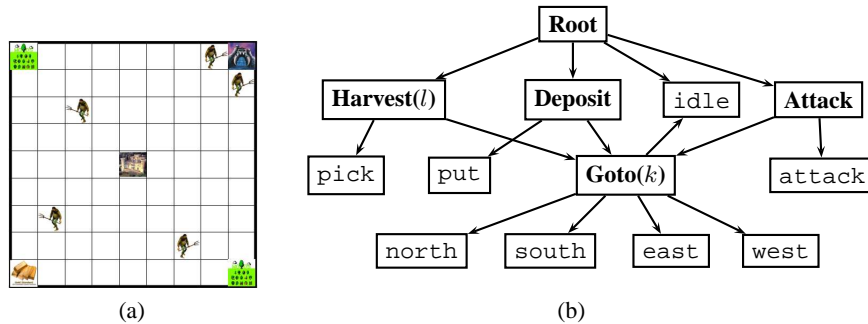 Root
Harvest(l)
Deposit
idle
Attack
pick
put
Goto(k)
attack
north
south
east
west
(a)
(b)